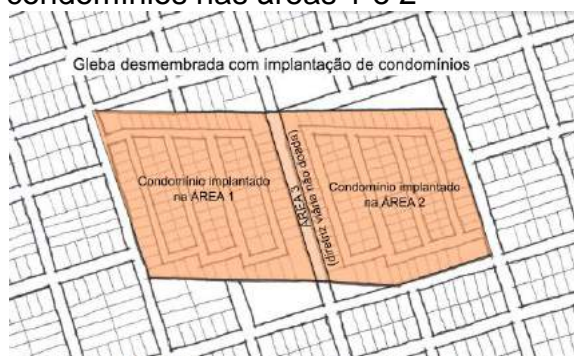 condomínios nas áreas 1 e 2
Gleba desmembrada com implantação de condomínios
Condomínio implantado
na ÁREA 1
ÁREA 3
(diretriz viária não doada)
Condomínio implantado
na ÁREA 2